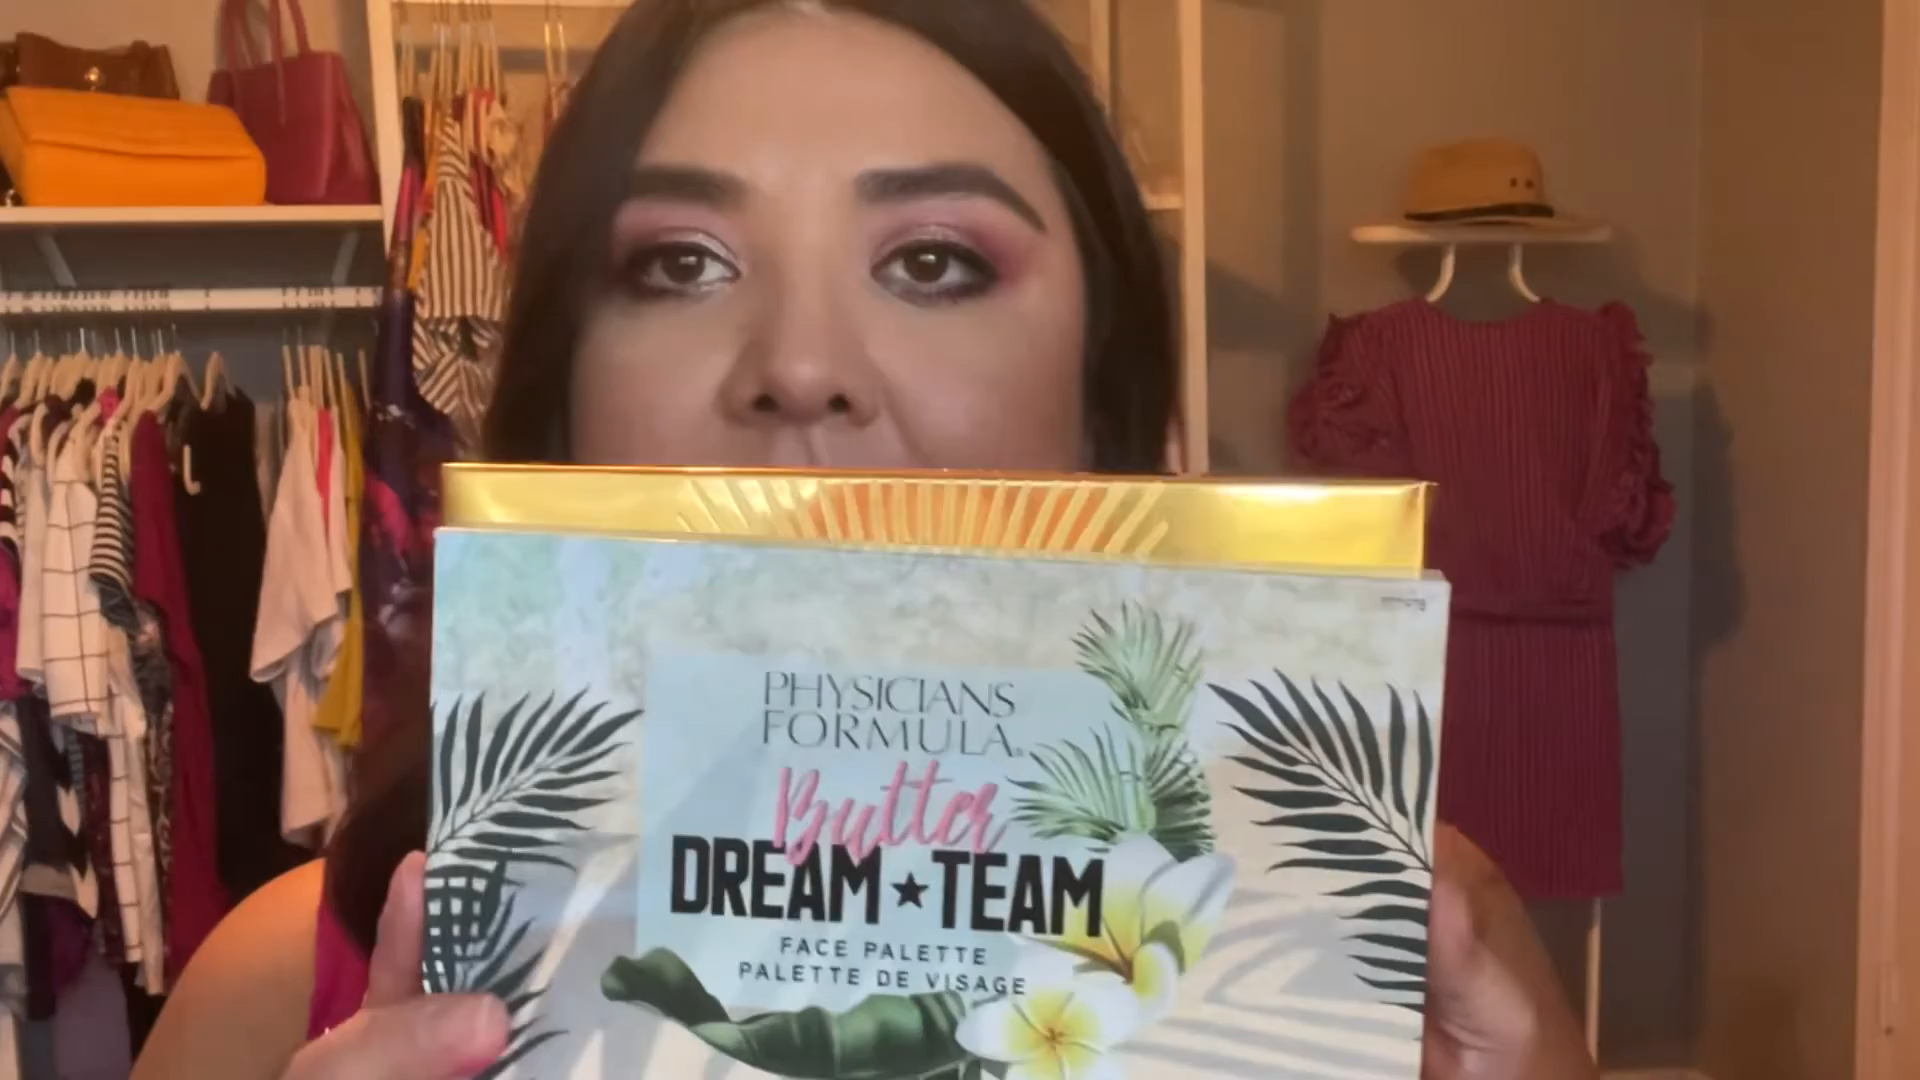 PHYSICIANS
FORMULA®
Butter
DREAM★TEAM
FACE PALETTE
PALETTE DE VISAGE